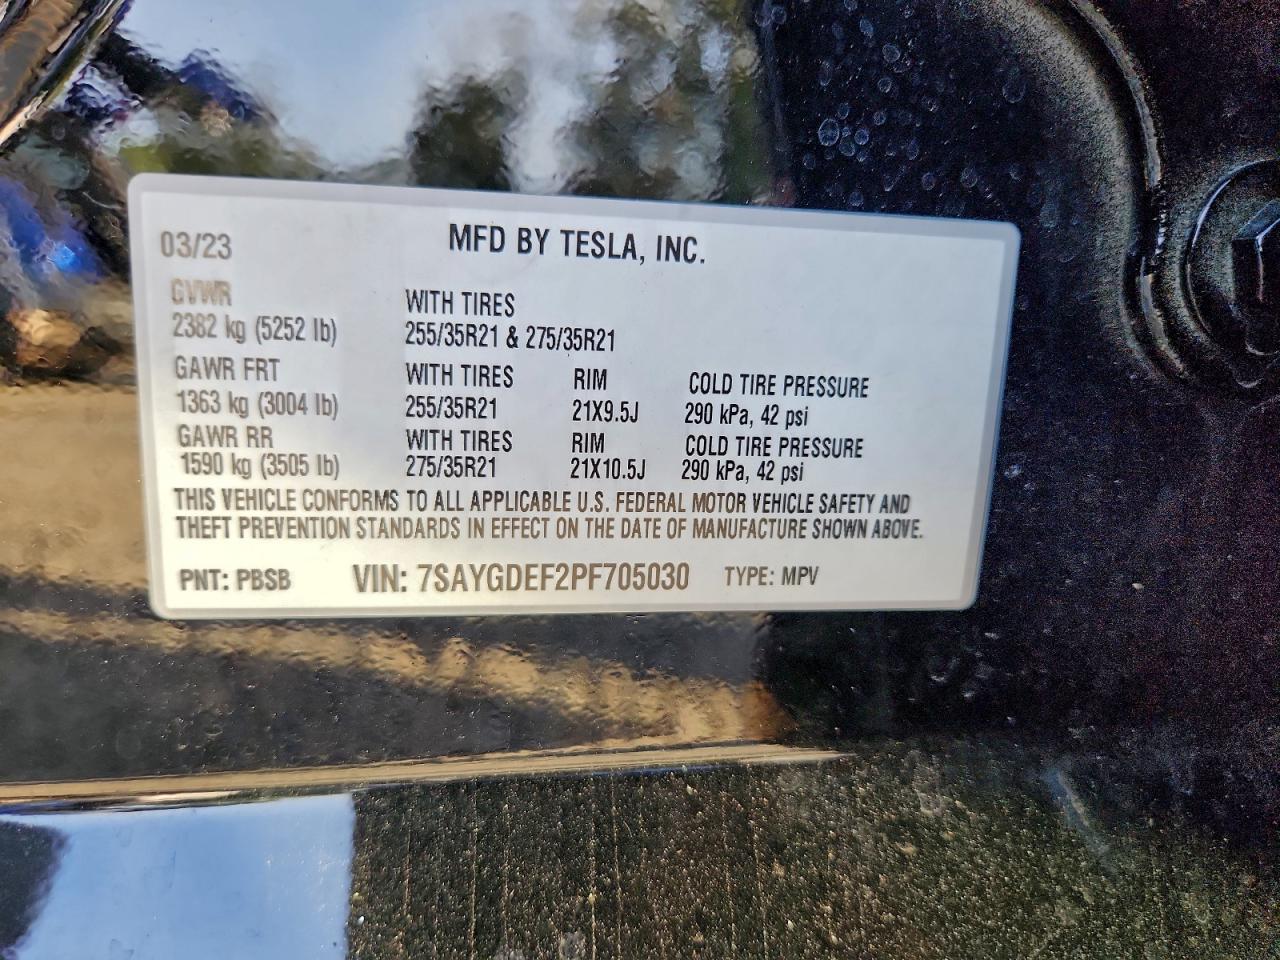 03/23 MFD BY TESLA, INC.
GVWR WITH TIRES
2382 kg (5252 lb) 255/35R21 & 275/35R21
GAWR FRT WITH TIRES RIM COLD TIRE PRESSURE
1363 kg (3004 lb) 255/35R21 21X9.5J 290 kPa, 42 psi
GAWR RR WITH TIRES RIM COLD TIRE PRESSURE
1590 kg (3505 lb) 275/35R21 21X10.5J 290 kPa, 42 psi
THIS VEHICLE CONFORMS TO ALL APPLICABLE U.S. FEDERAL MOTOR VEHICLE SAFETY AND
THEFT PREVENTION STANDARDS IN EFFECT ON THE DATE OF MANUFACTURE SHOWN ABOVE.
PNT: PBSB VIN: 7SAYGDEF2PF705030 TYPE: MPV